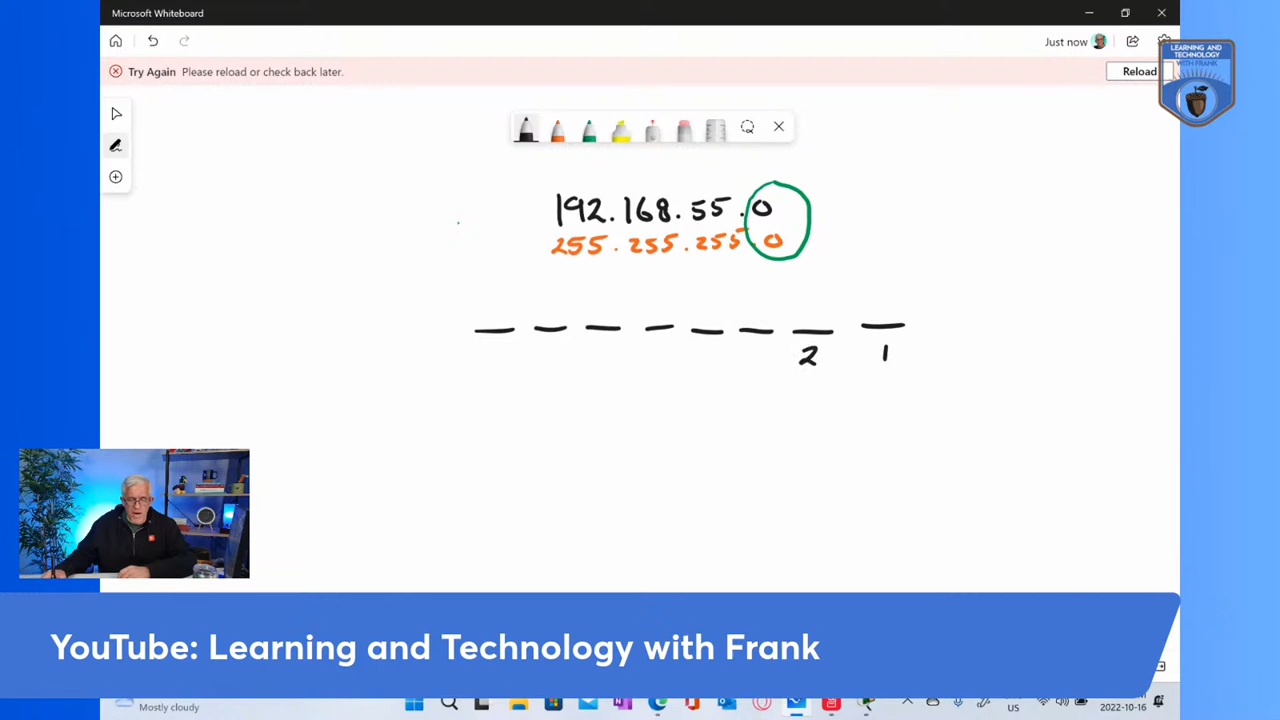 Microsoft Whiteboard
Just now
Try Again Please reload or check back later.
Reload
LEARNING AND
TECHNOLOGY
WITH FRANK
192.168.55.0
255.255.255.0
2 1
YouTube: Learning and Technology with Frank
Mostly cloudy
US
2022-10-16